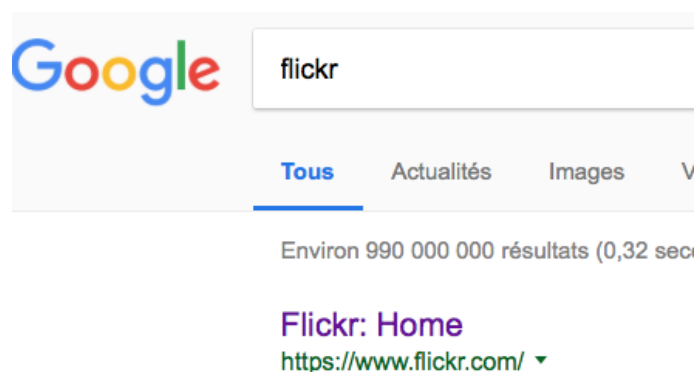 Google
flickr
Tous Actualités Images
Environ 990 000 000 résultats (0,32
Flickr: Home
https://www.flickr.com/